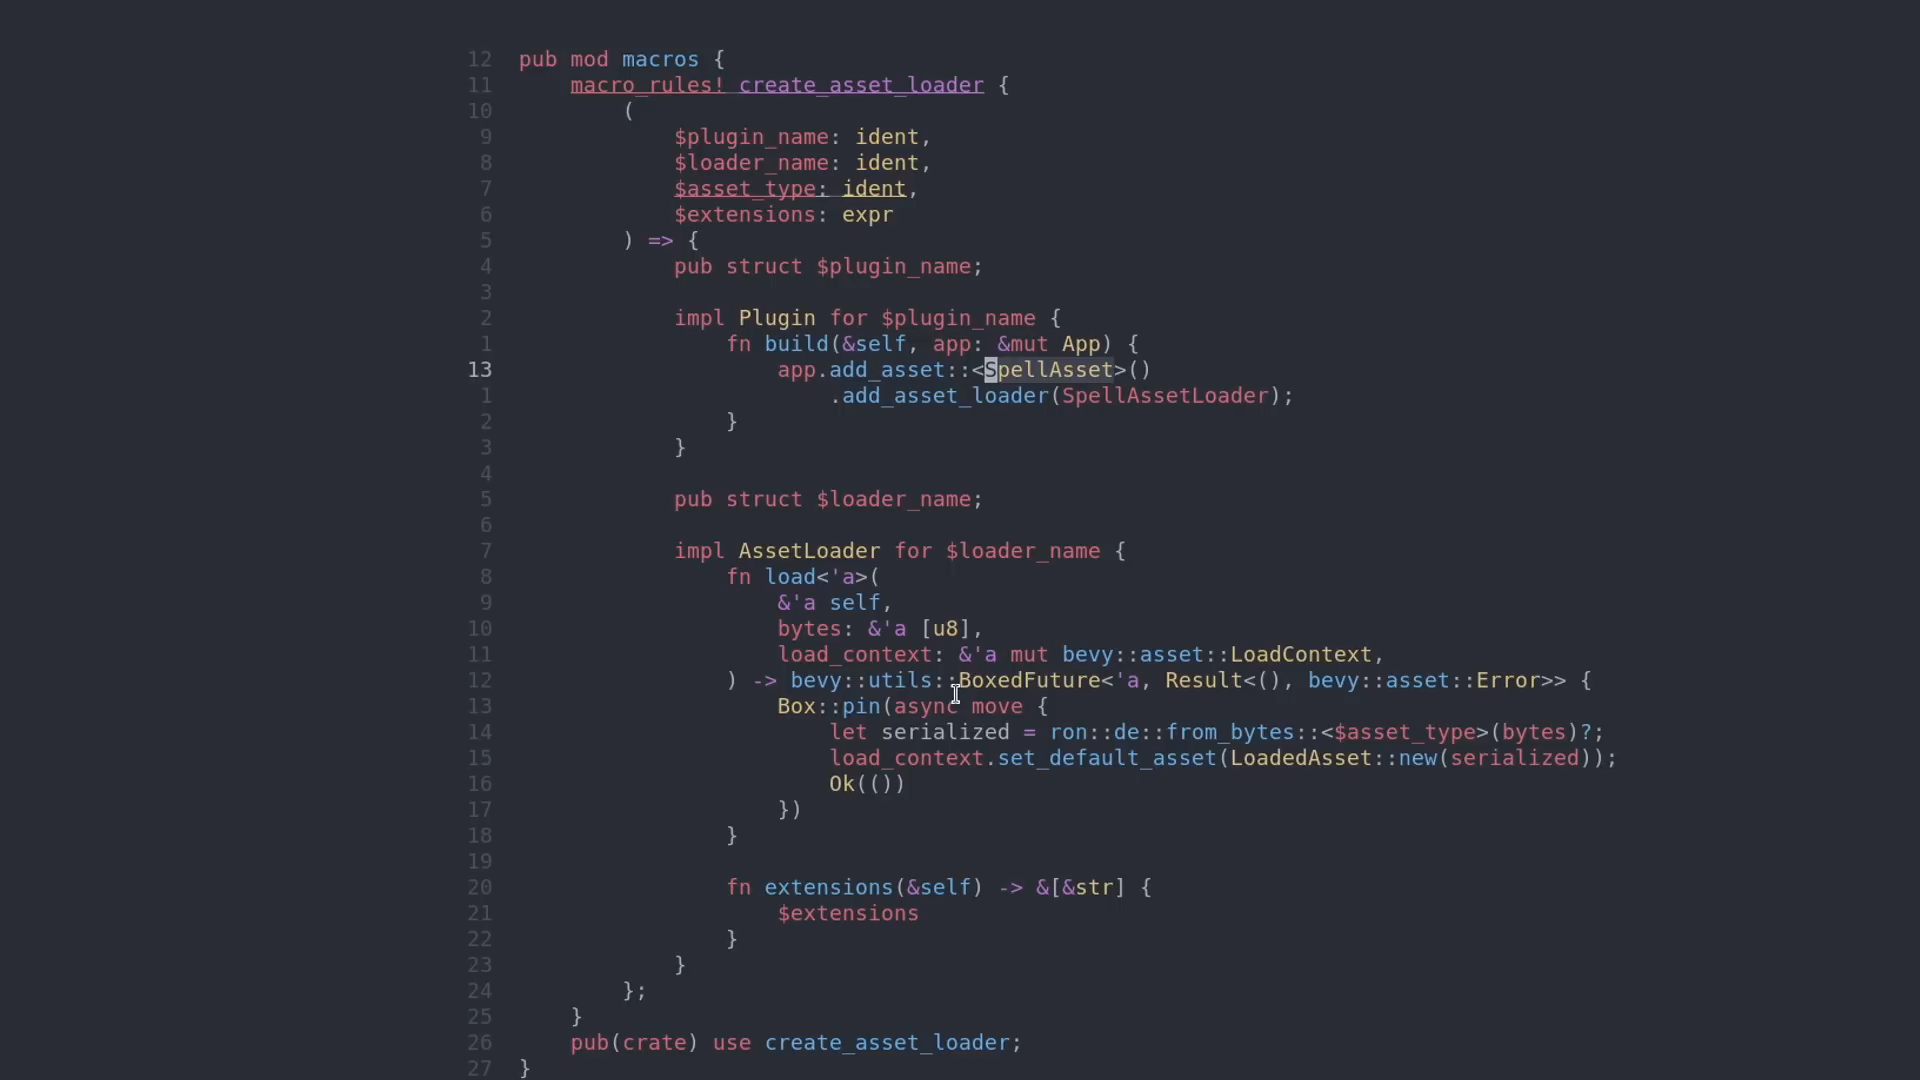 12 pub mod macros {
11     macro_rules! create_asset_loader {
10         (
9             $plugin_name: ident,
8             $loader_name: ident,
7             $asset_type: ident,
6             $extensions: expr
5         ) => {
4             pub struct $plugin_name;
3
2             impl Plugin for $plugin_name {
1                 fn build(&self, app: &mut App) {
13                     app.add_asset::<SpellAsset>()
1                         .add_asset_loader(SpellAssetLoader);
2                 }
3             }
4
5             pub struct $loader_name;
6
7             impl AssetLoader for $loader_name {
8                 fn load<'a>(
9                     &'a self,
10                     bytes: &'a [u8],
11                     load_context: &'a mut bevy::asset::LoadContext,
12                 ) -> bevy::utils::BoxedFuture<'a, Result<(), bevy::asset::Error>> {
13                     Box::pin(async move {
14                         let serialized = ron::de::from_bytes::<$asset_type>(bytes)?;
15                         load_context.set_default_asset(LoadedAsset::new(serialized));
16                         Ok(())
17                     })
18                 }
19
20                 fn extensions(&self) -> &[&str] {
21                     $extensions
22                 }
23             }
24         };
25     }
26     pub(crate) use create_asset_loader;
27 }